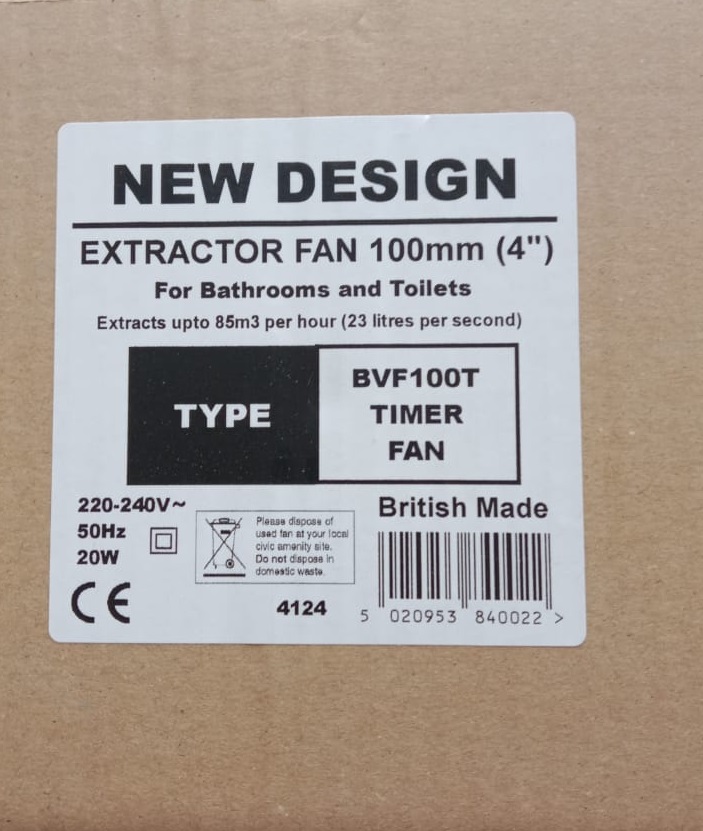 NEW DESIGN
EXTRACTOR FAN 100mm (4")
For Bathrooms and Toilets
Extracts upto 85m3 per hour (23 litres per second)
TYPE
BVF100T
TIMER
FAN
220-240V~
50Hz
20W
Please dispose of
used fan at your local
civic amenity site.
Do not dispose in
domestic waste.
British Made
CE
4124
5 020953 840022 >